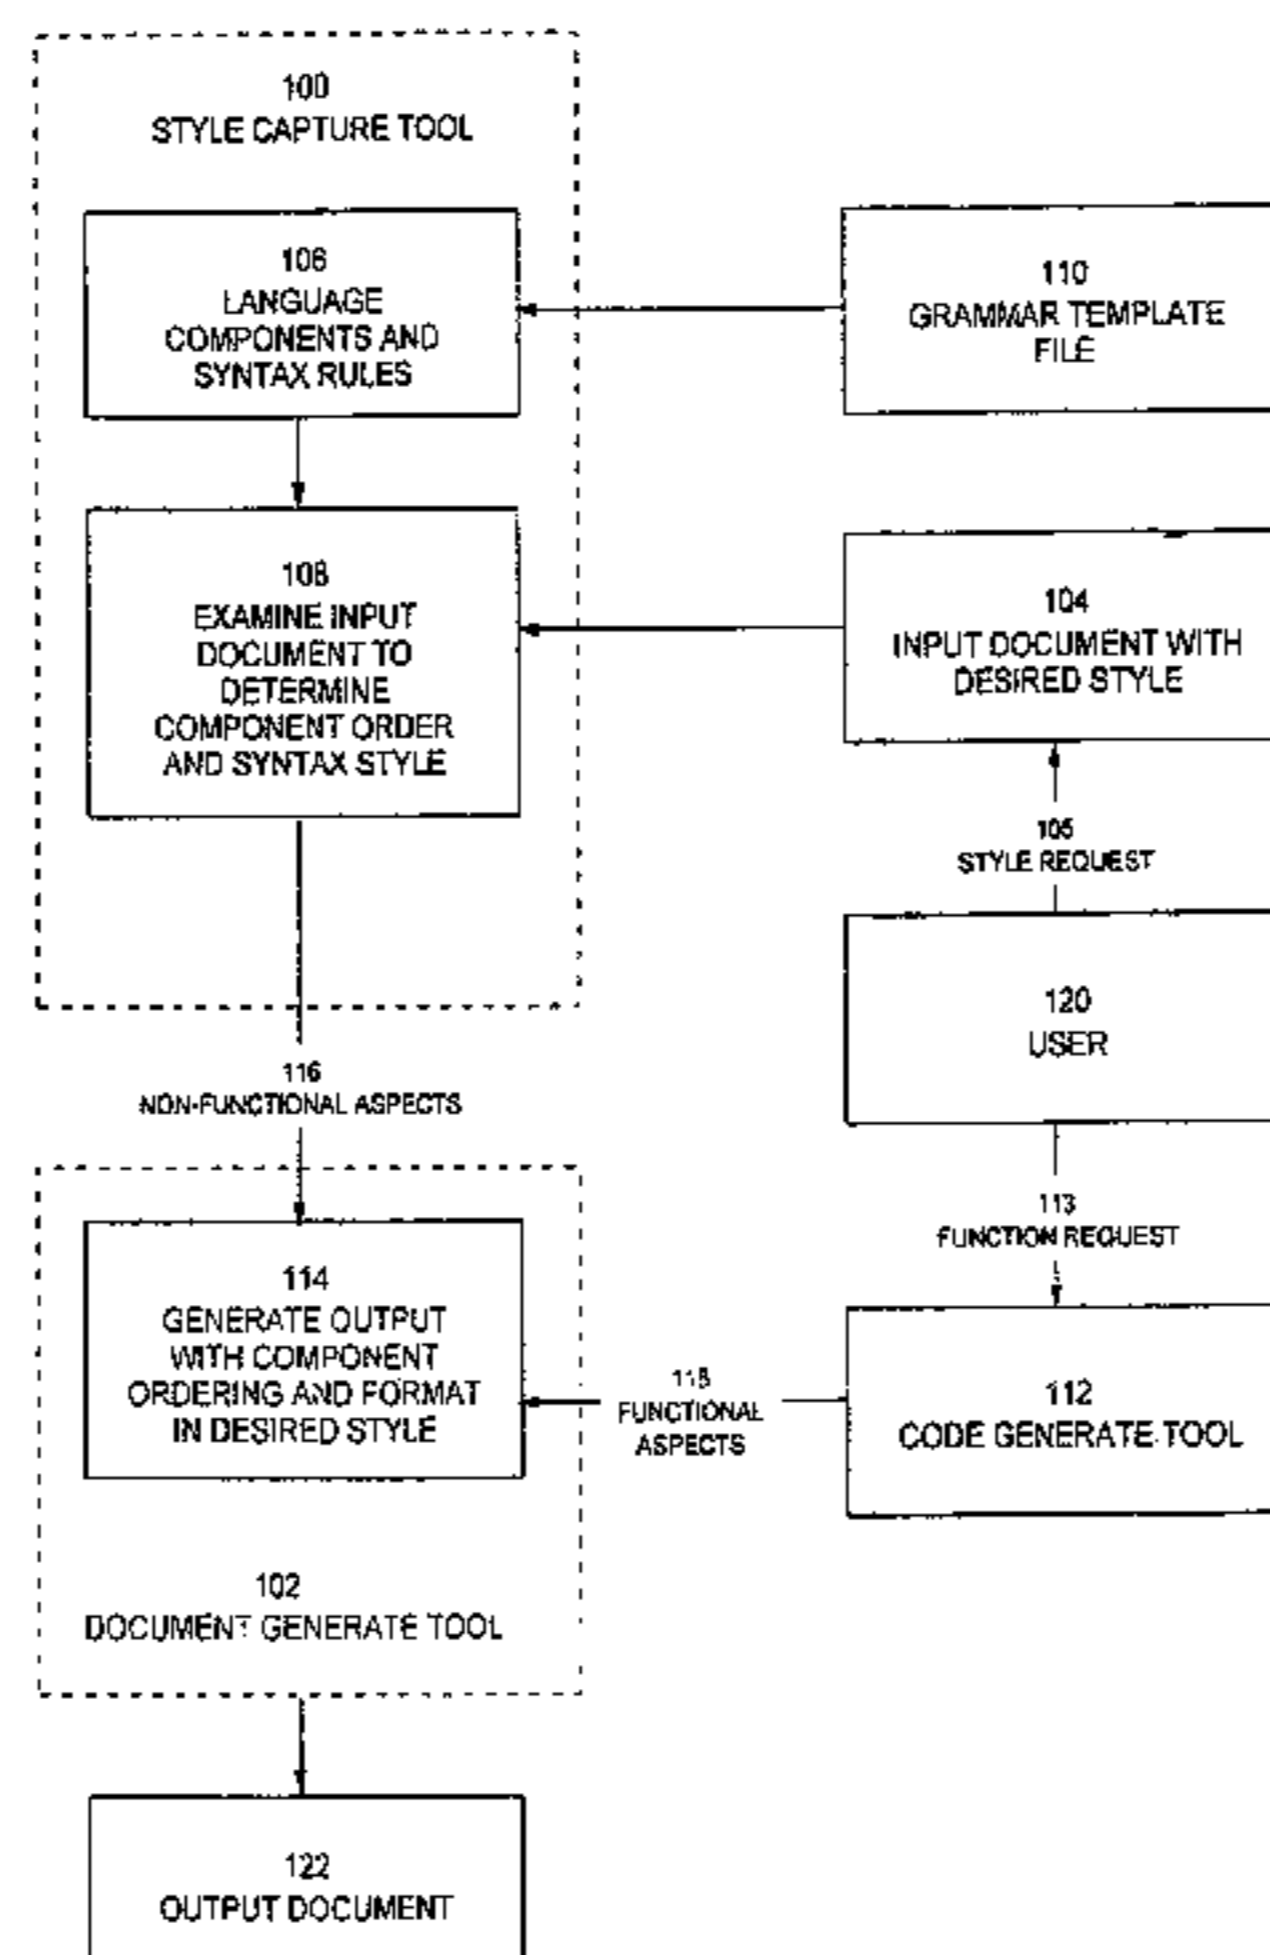 100
STYLE CAPTURE TOOL
106
LANGUAGE
COMPONENTS AND
SYNTAX RULES
110
GRAMMAR TEMPLATE
FILE
108
EXAMINE INPUT
DOCUMENT TO
DETERMINE
COMPONENT ORDER
AND SYNTAX STYLE
104
INPUT DOCUMENT WITH
DESIRED STYLE
105
STYLE REQUEST
120
USER
116
NON-FUNCTIONAL ASPECTS
113
FUNCTION REQUEST
114
GENERATE OUTPUT
WITH COMPONENT
ORDERING AND FORMAT
IN DESIRED STYLE
FUNCTIONAL
ASPECTS
112
CODE GENERATE TOOL
102
DOCUMENT GENERATE TOOL
122
OUTPUT DOCUMENT